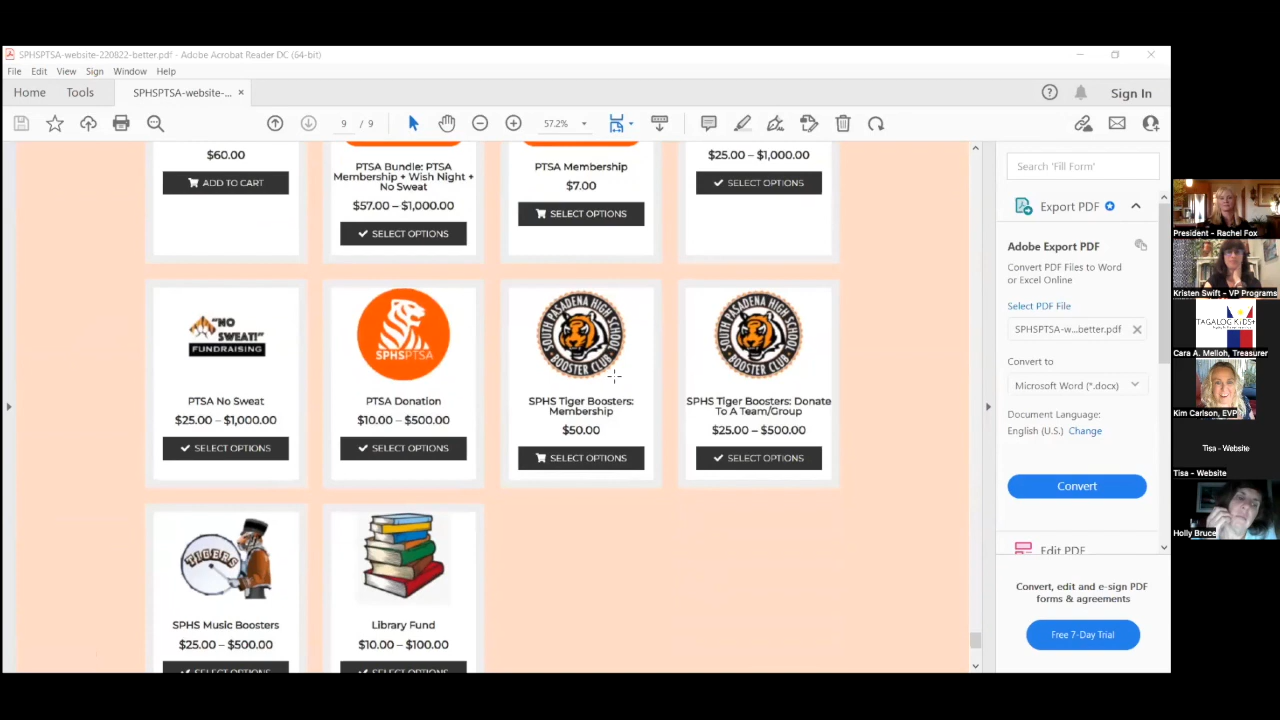 SPHSPTSA-website-220822-better.pdf - Adobe Acrobat Reader DC (64-bit)
File Edit View Sign Window Help
Home Tools SPHSPTSA-website-... × Sign In
9 / 9 57.2%
$60.00
ADD TO CART
PTSA Bundle: PTSA
Membership + Wish Night +
No Sweat
$57.00 – $1,000.00
SELECT OPTIONS
PTSA Membership
$7.00
SELECT OPTIONS
$25.00 – $1,000.00
SELECT OPTIONS
"NO
SWEAT!"
FUNDRAISING
PTSA No Sweat
$25.00 – $1,000.00
SELECT OPTIONS
SPHSPTSA
PTSA Donation
$10.00 – $500.00
SELECT OPTIONS
SOUTH PASADENA HIGH SCHOOL
BOOSTER CLUB
SPHS Tiger Boosters:
Membership
$50.00
SELECT OPTIONS
SOUTH PASADENA HIGH SCHOOL
BOOSTER CLUB
SPHS Tiger Boosters: Donate
To A Team/Group
$25.00 – $500.00
SELECT OPTIONS
TIGERS
SPHS Music Boosters
$25.00 – $500.00
SELECT OPTIONS
Library Fund
$10.00 – $100.00
SELECT OPTIONS
Search 'Fill Form'
Export PDF
Adobe Export PDF
Convert PDF Files to Word
or Excel Online
Select PDF File
SPHSPTSA-w...better.pdf
Convert to
Microsoft Word (*.docx)
Document Language:
English (U.S.) Change
Convert
Edit PDF
Convert, edit and e-sign PDF
forms & agreements
Free 7-Day Trial
President - Rachel Fox
Kristen Swift - VP Programs
TAGALOG KiDS+
Cara A. Melloh, Treasurer
Kim Carlson, EVP
Tisa - Website
Tisa - Website
Holly Bruce